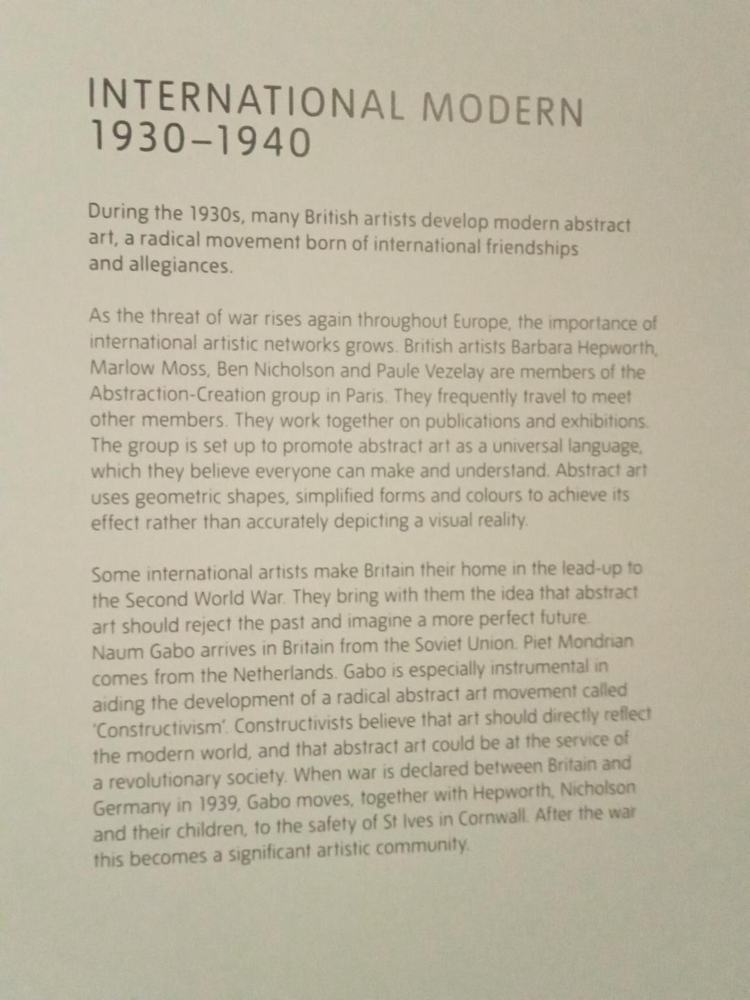 INTERNATIONAL MODERN
1930–1940
During the 1930s, many British artists develop modern abstract
art, a radical movement born of international friendships
and allegiances.
As the threat of war rises again throughout Europe, the importance of
international artistic networks grows. British artists Barbara Hepworth,
Marlow Moss, Ben Nicholson and Paule Vezelay are members of the
Abstraction-Creation group in Paris. They frequently travel to meet
other members. They work together on publications and exhibitions.
The group is set up to promote abstract art as a universal language,
which they believe everyone can make and understand. Abstract art
uses geometric shapes, simplified forms and colours to achieve its
effect rather than accurately depicting a visual reality.
Some international artists make Britain their home in the lead-up to
the Second World War. They bring with them the idea that abstract
art should reject the past and imagine a more perfect future.
Naum Gabo arrives in Britain from the Soviet Union. Piet Mondrian
comes from the Netherlands. Gabo is especially instrumental in
aiding the development of a radical abstract art movement called
‘Constructivism’. Constructivists believe that art should directly reflect
the modern world, and that abstract art could be at the service of
a revolutionary society. When war is declared between Britain and
Germany in 1939, Gabo moves, together with Hepworth, Nicholson
and their children, to the safety of St Ives in Cornwall. After the war
this becomes a significant artistic community.